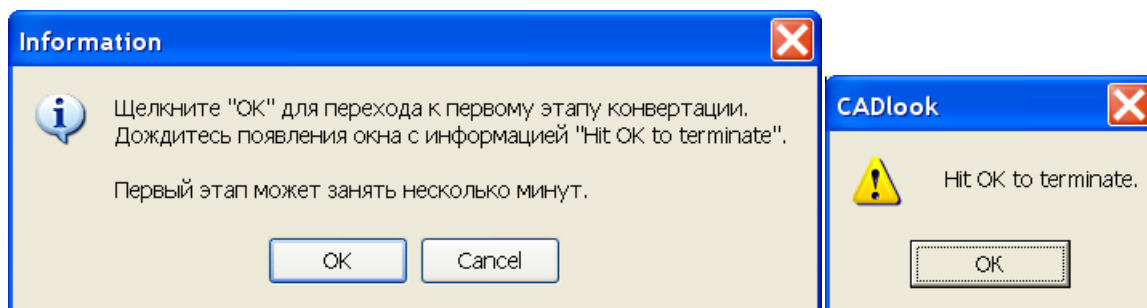 Information
Щелкните "OK" для перехода к первому этапу конвертации.
Дождитесь появления окна с информацией "Hit OK to terminate".
Первый этап может занять несколько минут.
OK
Cancel
CADlook
Hit OK to terminate.
OK